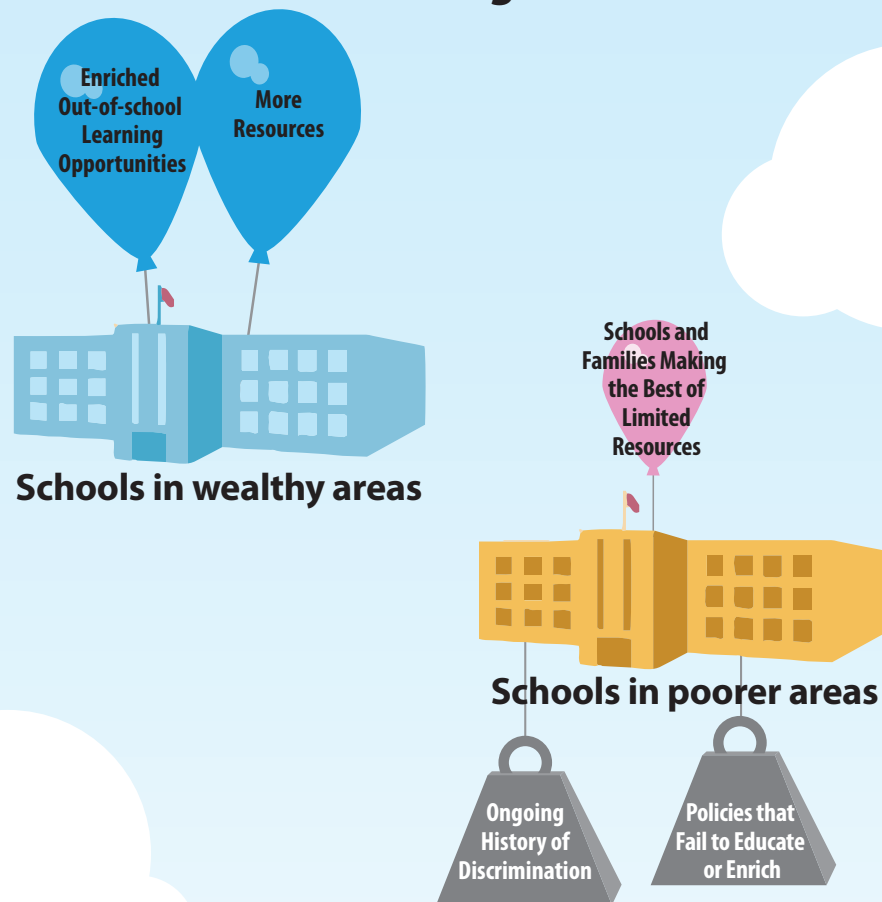 Enriched
Out-of-school
Learning
Opportunities
More
Resources
Schools in wealthy areas
Schools and
Families Making
the Best of
Limited
Resources
Schools in poorer areas
Ongoing
History of
Discrimination
Policies that
Fail to Educate
or Enrich